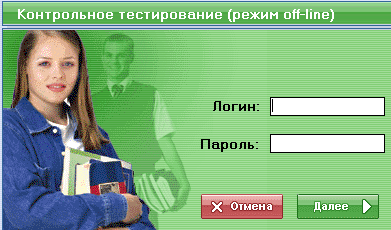 Контрольное тестирование (режим off-line)
Логин:
Пароль:
Отмена Далее